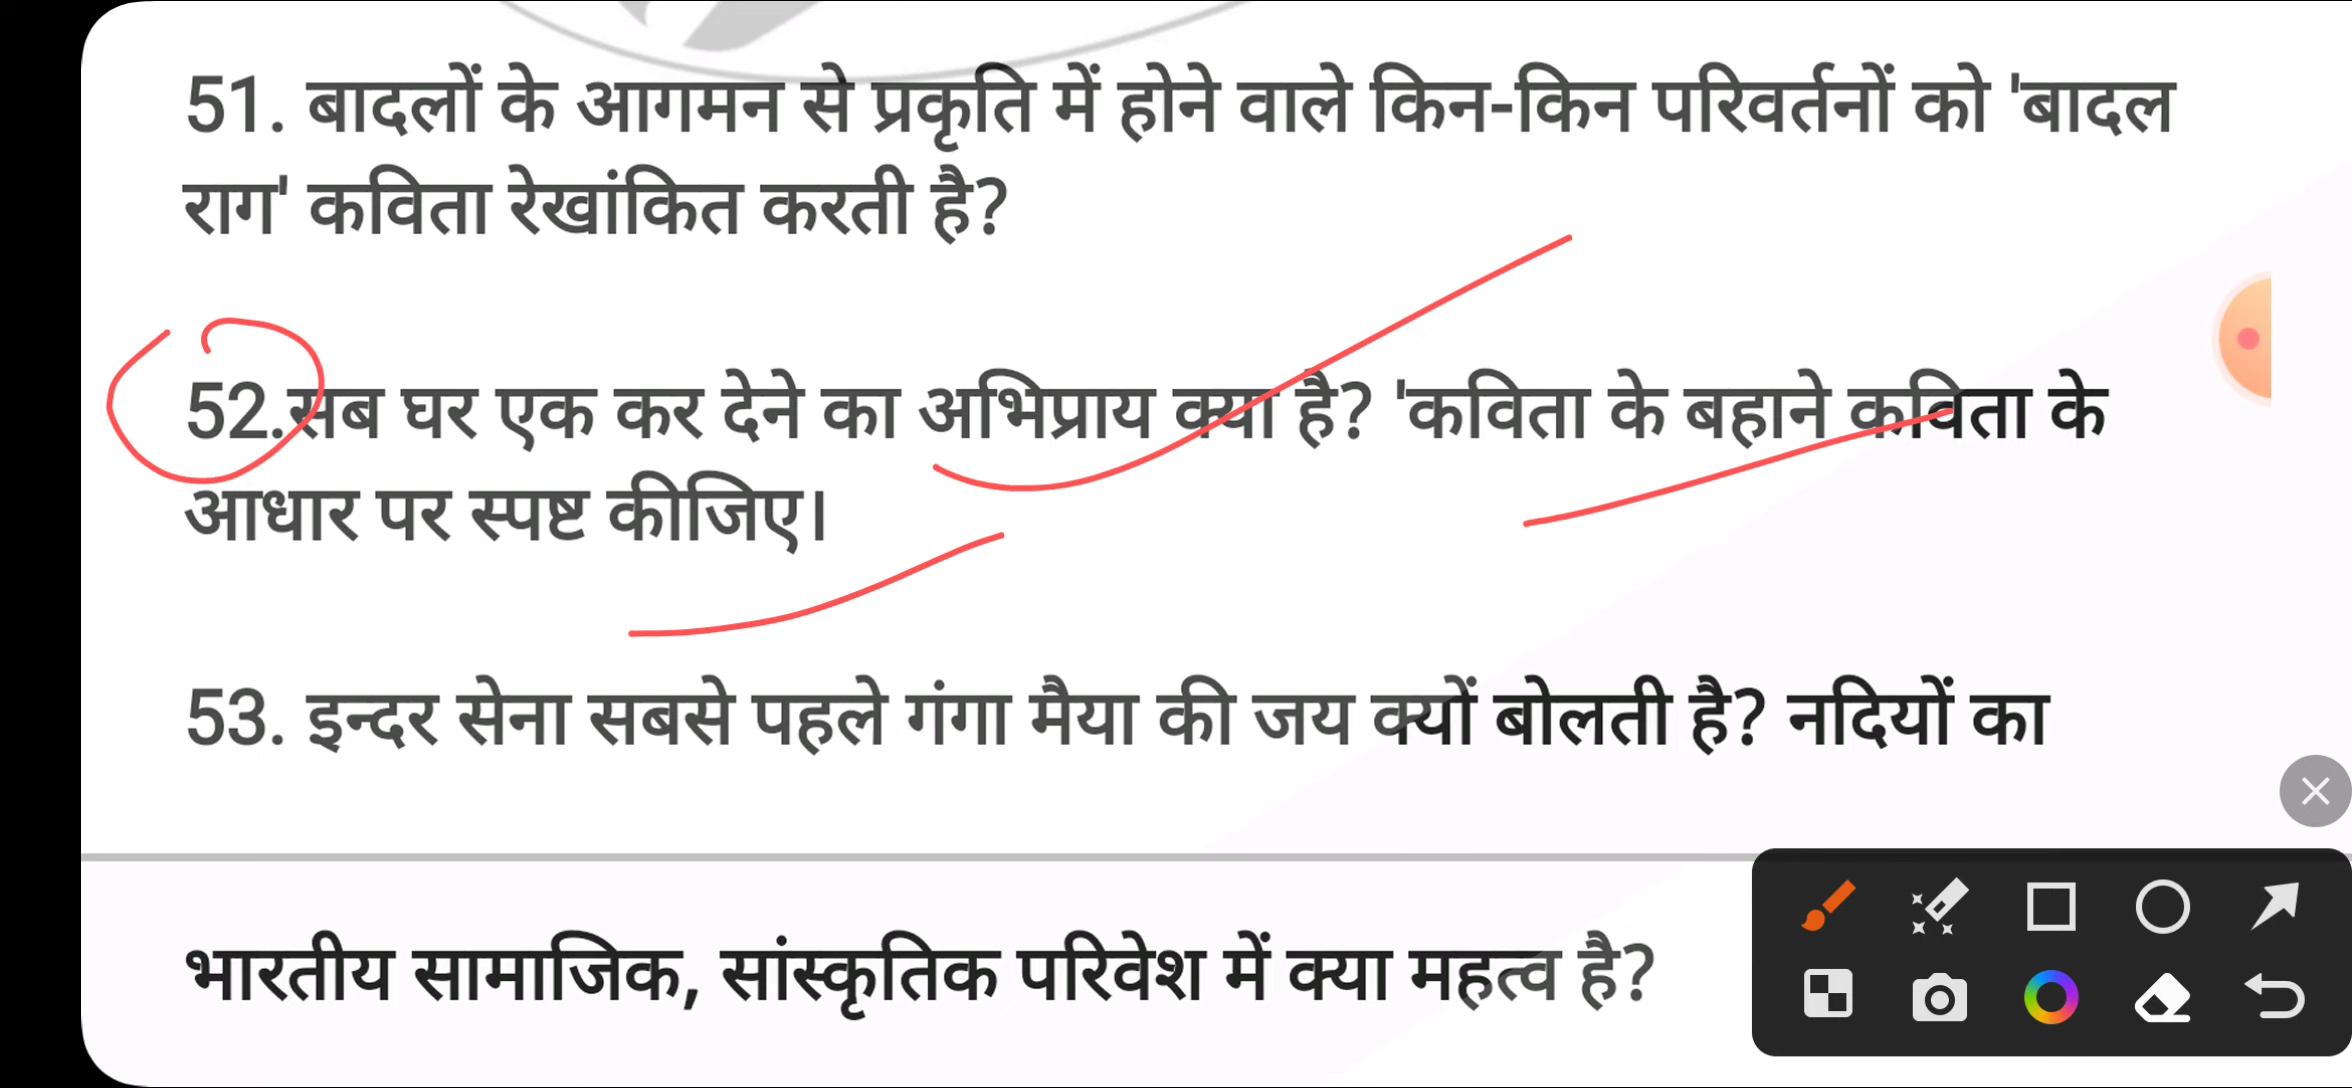 51. बादलों के आगमन से प्रकृति में होने वाले किन-किन परिवर्तनों को 'बादल
राग' कविता रेखांकित करती है?
52.सब घर एक कर देने का अभिप्राय क्या है? 'कविता के बहाने कविता के
आधार पर स्पष्ट कीजिए।
53. इन्दर सेना सबसे पहले गंगा मैया की जय क्यों बोलती है? नदियों का
भारतीय सामाजिक, सांस्कृतिक परिवेश में क्या महत्व है?